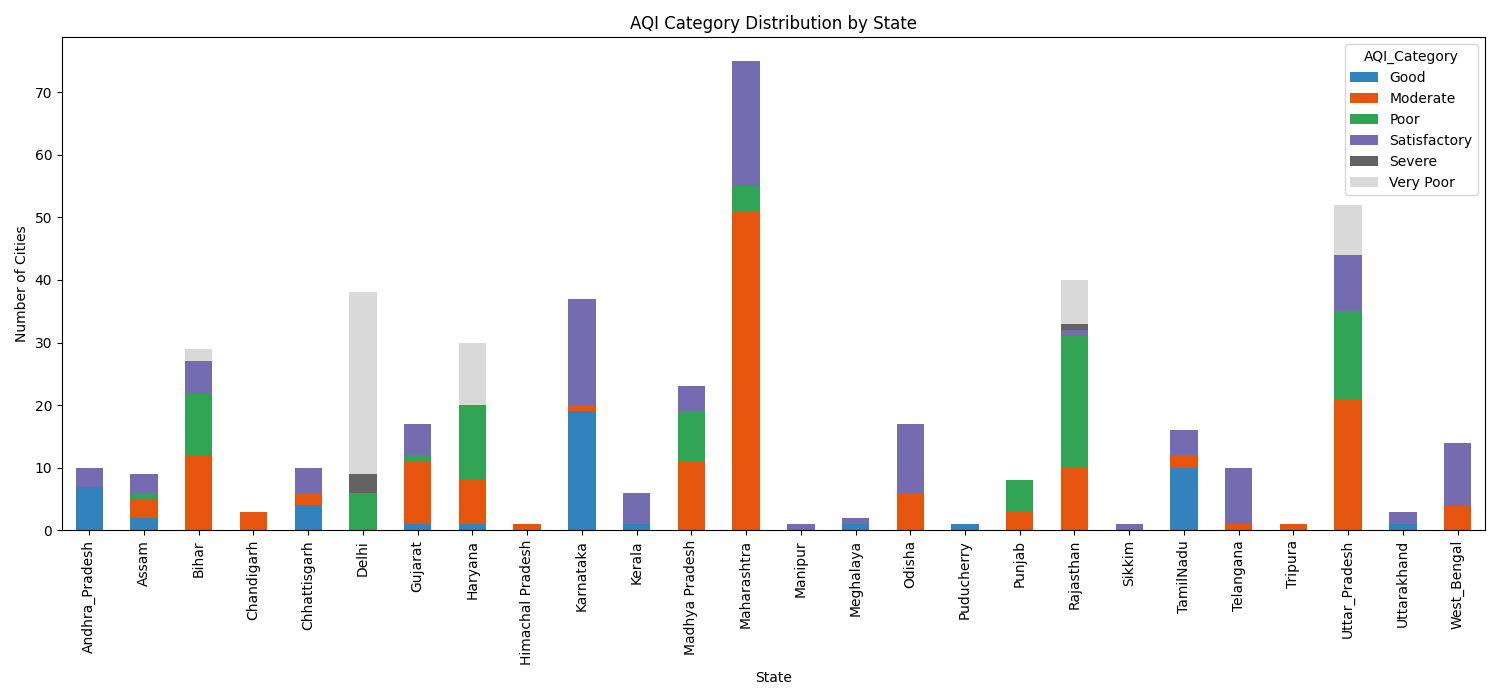 AQI Category Distribution by State
AQI_Category
Good
Moderate
Poor
Satisfactory
Severe
Very Poor
Number of Cities
70
60
50
40
30
20
10
0
Andhra_Pradesh
Assam
Bihar
Chandigarh
Chhattisgarh
Delhi
Gujarat
Haryana
Himachal Pradesh
Karnataka
Kerala
Madhya Pradesh
Maharashtra
Manipur
Meghalaya
Odisha
Puducherry
Punjab
Rajasthan
Sikkim
TamilNadu
Telangana
Tripura
Uttar_Pradesh
Uttarakhand
West_Bengal
State